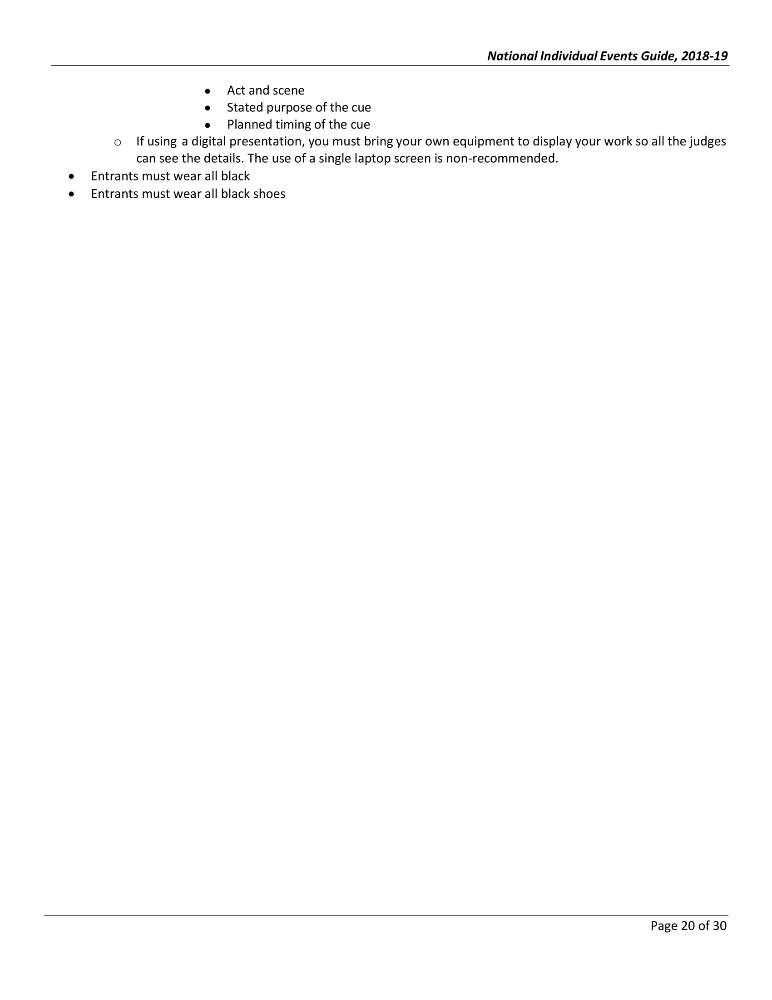 National Individual Events Guide, 2018-19
• Act and scene
• Stated purpose of the cue
• Planned timing of the cue
o If using a digital presentation, you must bring your own equipment to display your work so all the judges
can see the details. The use of a single laptop screen is non-recommended.
• Entrants must wear all black
• Entrants must wear all black shoes
Page 20 of 30